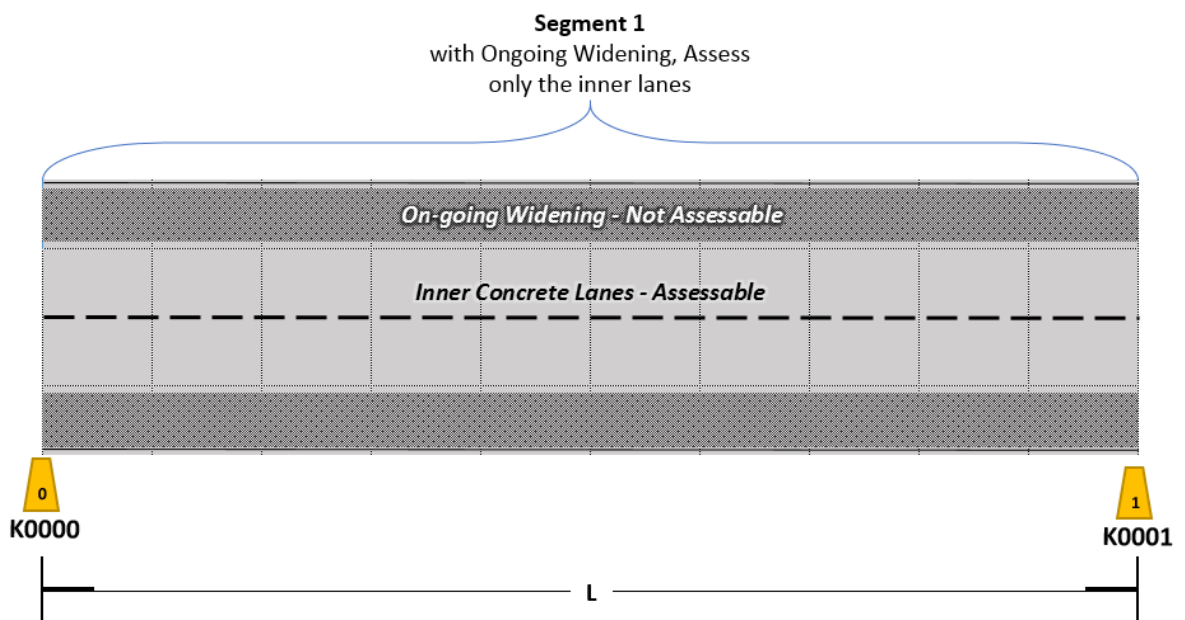 Segment 1
with Ongoing Widening, Assess
only the inner lanes
On-going Widening - Not Assessable
Inner Concrete Lanes - Assessable
0
K0000
1
K0001
L